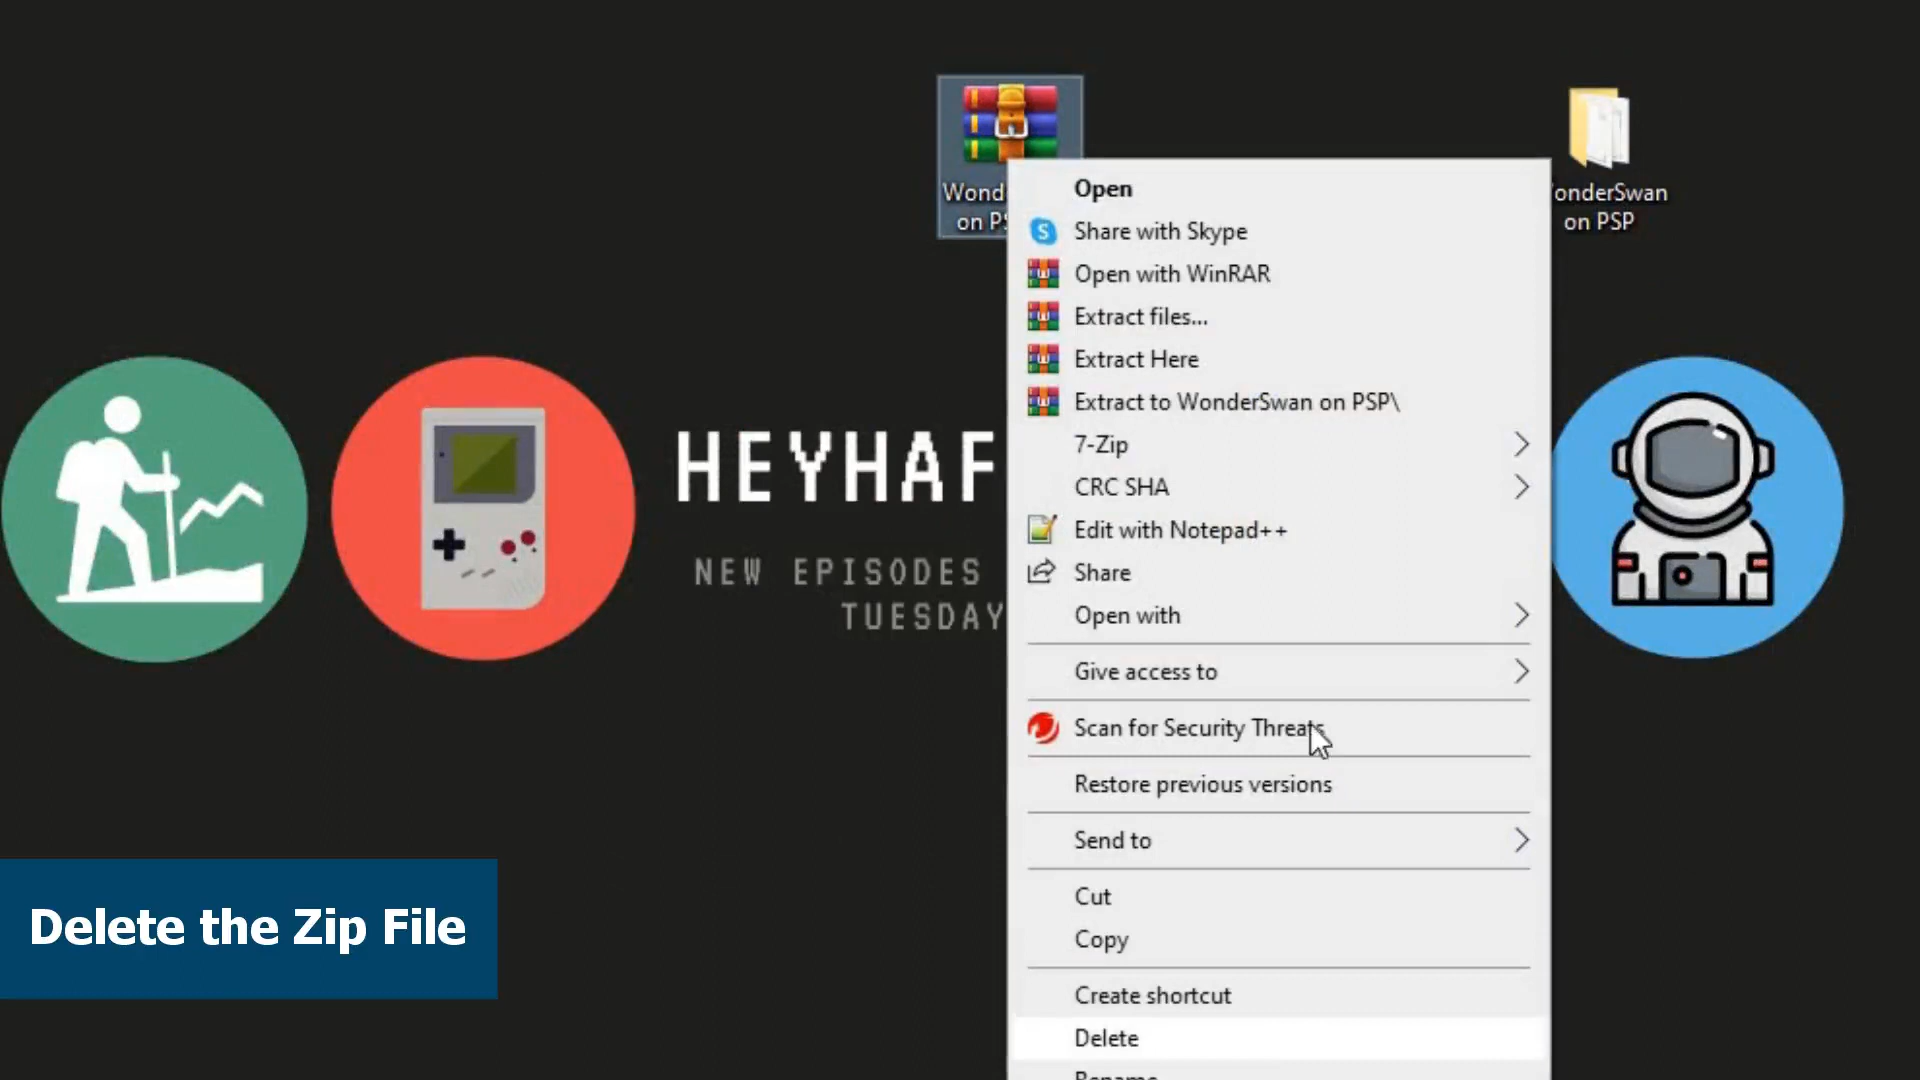 Wond
on PS
onderSwan
on PSP
Open
Share with Skype
Open with WinRAR
Extract files...
Extract Here
Extract to WonderSwan on PSP\
7-Zip
CRC SHA
Edit with Notepad++
Share
Open with
Give access to
Scan for Security Threats
Restore previous versions
Send to
Cut
Copy
Create shortcut
Delete
HEYHAF
NEW EPISODES
TUESDAY
Delete the Zip File